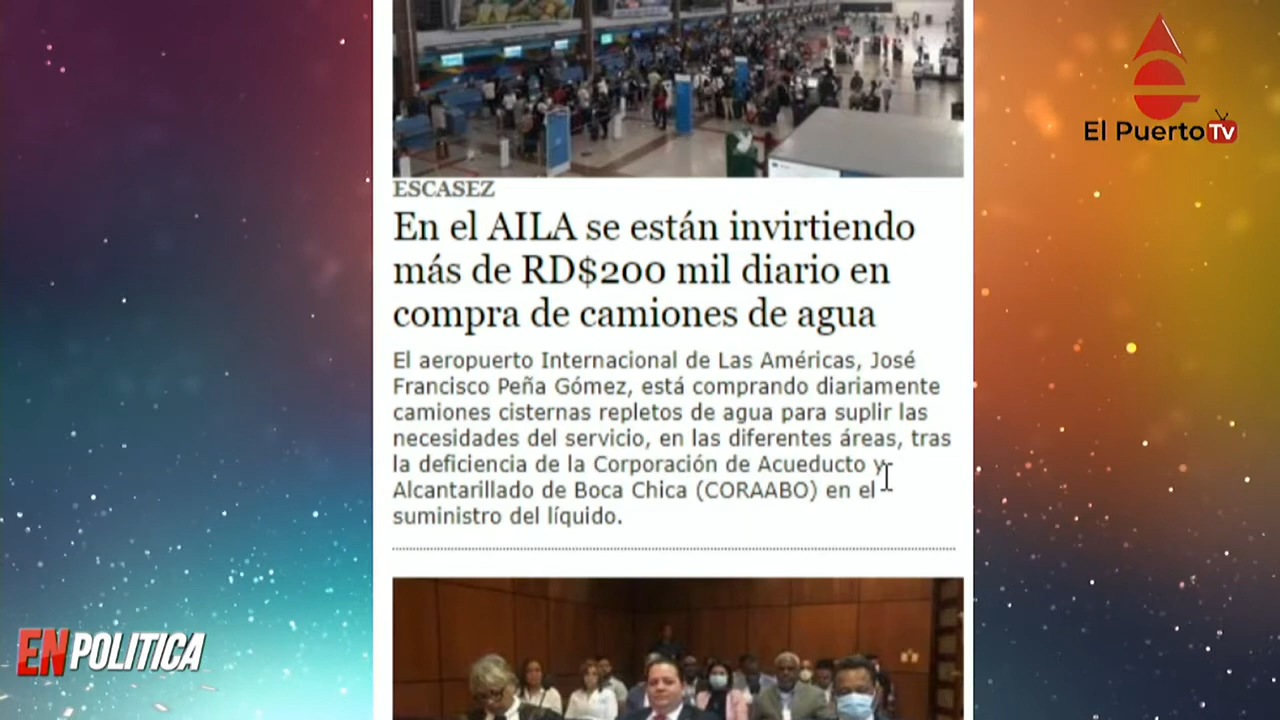 El Puerto TV
ESCASEZ
En el AILA se están invirtiendo
más de RD$200 mil diario en
compra de camiones de agua
El aeropuerto Internacional de Las Américas, José
Francisco Peña Gómez, está comprando diariamente
camiones cisternas repletos de agua para suplir las
necesidades del servicio, en las diferentes áreas, tras
la deficiencia de la Corporación de Acueducto y
Alcantarillado de Boca Chica (CORAABO) en el
suministro del líquido.
EN POLITICA